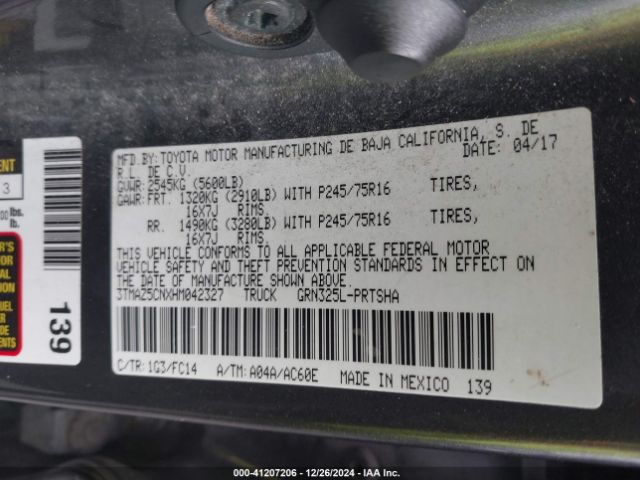 MFD.BY:TOYOTA MOTOR MANUFACTURING DE BAJA CALIFORNIA, S. DE
R.L. DE C.V. DATE: 04/17
GVWR: 2545KG (5600LB)
GAWR: FRT. 1320KG (2910LB) WITH P245/75R16 TIRES,
16X7J RIMS.
RR. 1490KG (3280LB) WITH P245/75R16 TIRES,
16X7J RIMS.
THIS VEHICLE CONFORMS TO ALL APPLICABLE FEDERAL MOTOR
VEHICLE SAFETY AND THEFT PREVENTION STANDARDS IN EFFECT ON
THE DATE OF MANUFACTURE SHOWN ABOVE.
3TMAZ5CNXHM042327 TRUCK GRN325L-PRTSHA
C/TR: 1G3/FC14 A/TM: A04A/AC60E MADE IN MEXICO 139
3
lbs.
lb.
139
000-41207206 • 12/26/2024 • IAA Inc.